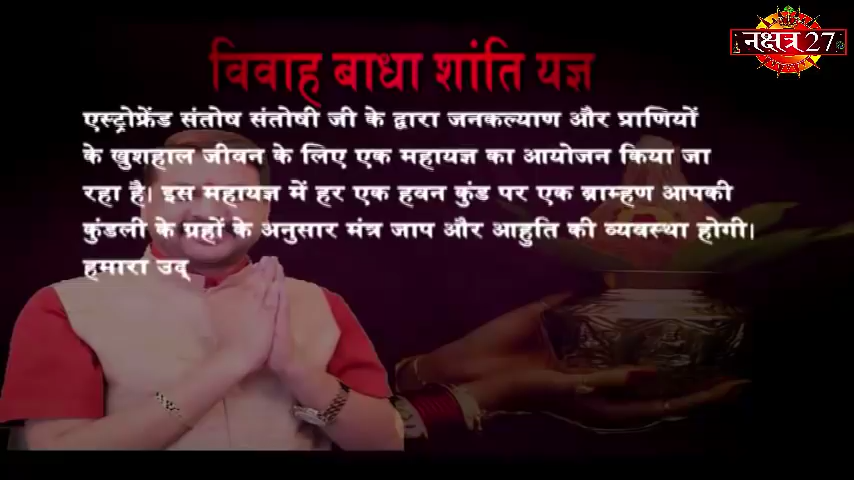 नक्षत्र 27
विवाह बाधा शांति यज्ञ
एस्ट्रोफ्रेंड संतोष संतोषी जी के द्वारा जनकल्याण और प्राणियों
के खुशहाल जीवन के लिए एक महायज्ञ का आयोजन किया जा
रहा है। इस महायज्ञ में हर एक हवन कुंड पर एक ब्राम्हण आपकी
कुंडली के ग्रहों के अनुसार मंत्र जाप और आहुति की व्यवस्था होगी।
हमारा उद्